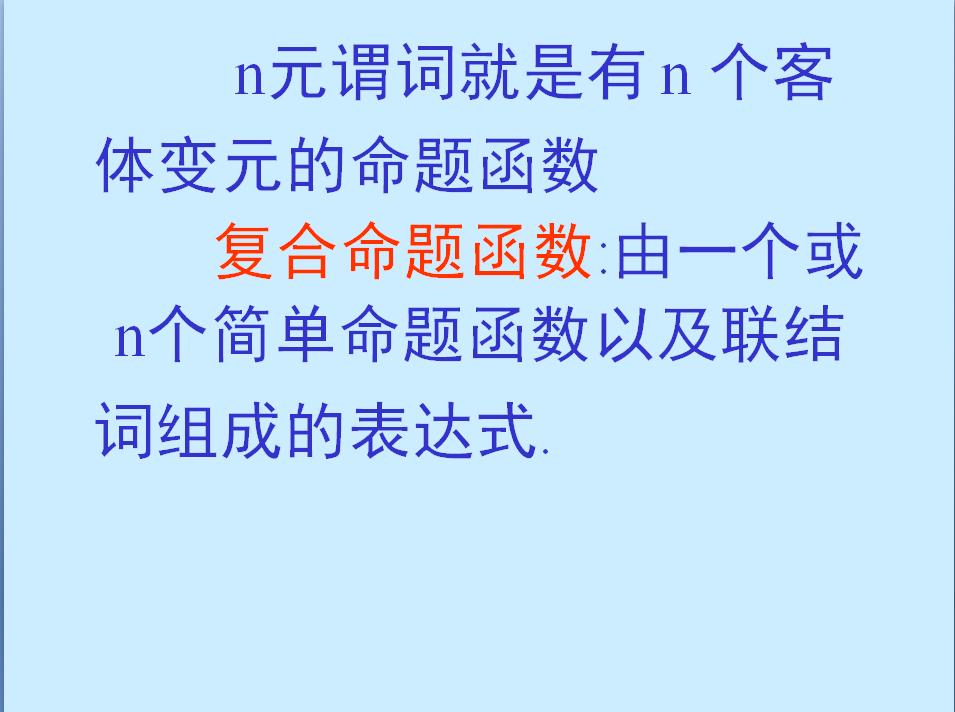 n元谓词就是有 n 个客
体变元的命题函数
复合命题函数:由一个或
n个简单命题函数以及联结
词组成的表达式.